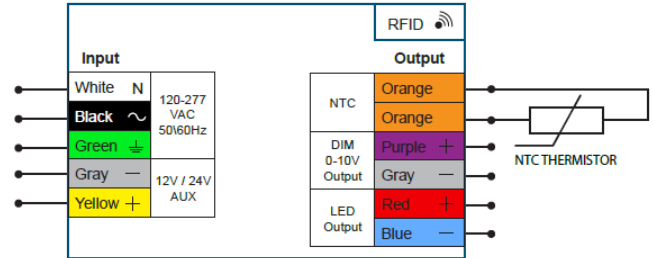 RFID
Input
Output
White N
Black
Green
120-277
VAC
50\60Hz
Gray —
Yellow +
12V / 24V
AUX
NTC
Orange
Orange
DIM
0-10V
Output
Purple +
Gray —
LED
Output
Red +
Blue —
NTC THERMISTOR